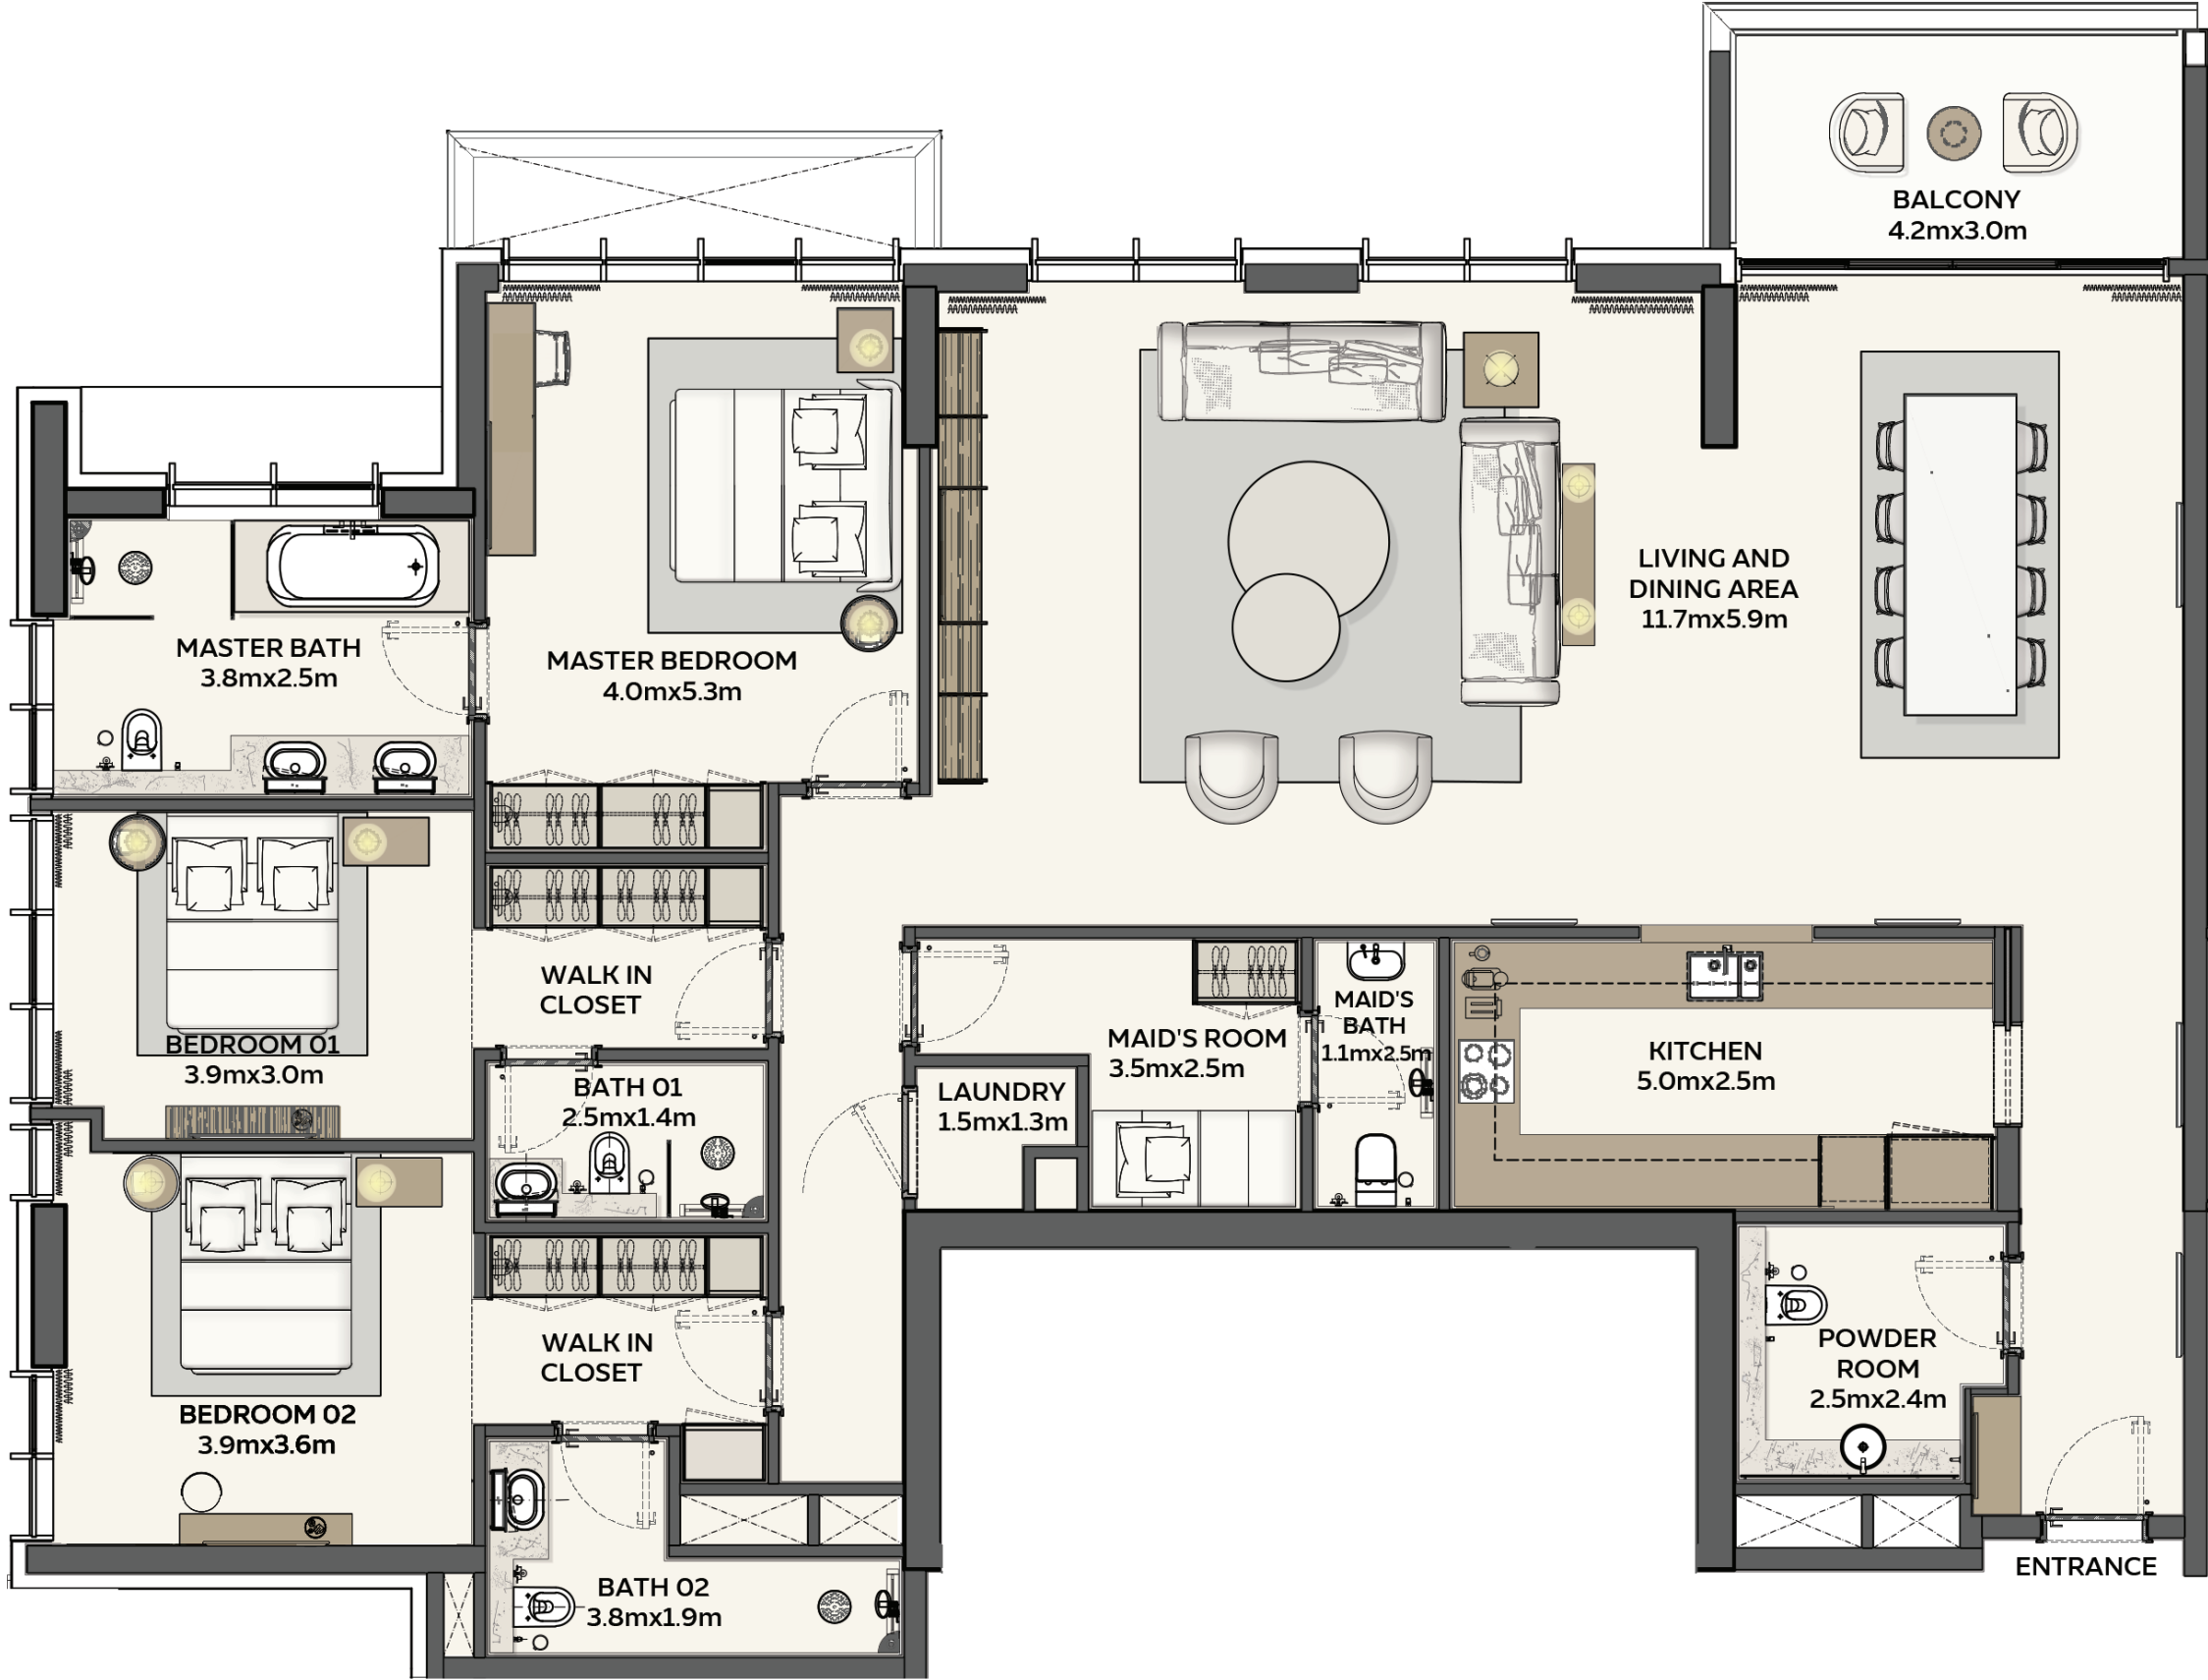 BALCONY
4.2mx3.0m
LIVING AND
DINING AREA
11.7mx5.9m
MASTER BATH
3.8mx2.5m
MASTER BEDROOM
4.0mx5.3m
WALK IN
CLOSET
BEDROOM 01
3.9mx3.0m
BATH 01
2.5mx1.4m
MAID'S ROOM
3.5mx2.5m
MAID'S
BATH
1.1mx2.5m
KITCHEN
5.0mx2.5m
LAUNDRY
1.5mx1.3m
WALK IN
CLOSET
POWDER
ROOM
2.5mx2.4m
BEDROOM 02
3.9mx3.6m
BATH 02
3.8mx1.9m
ENTRANCE